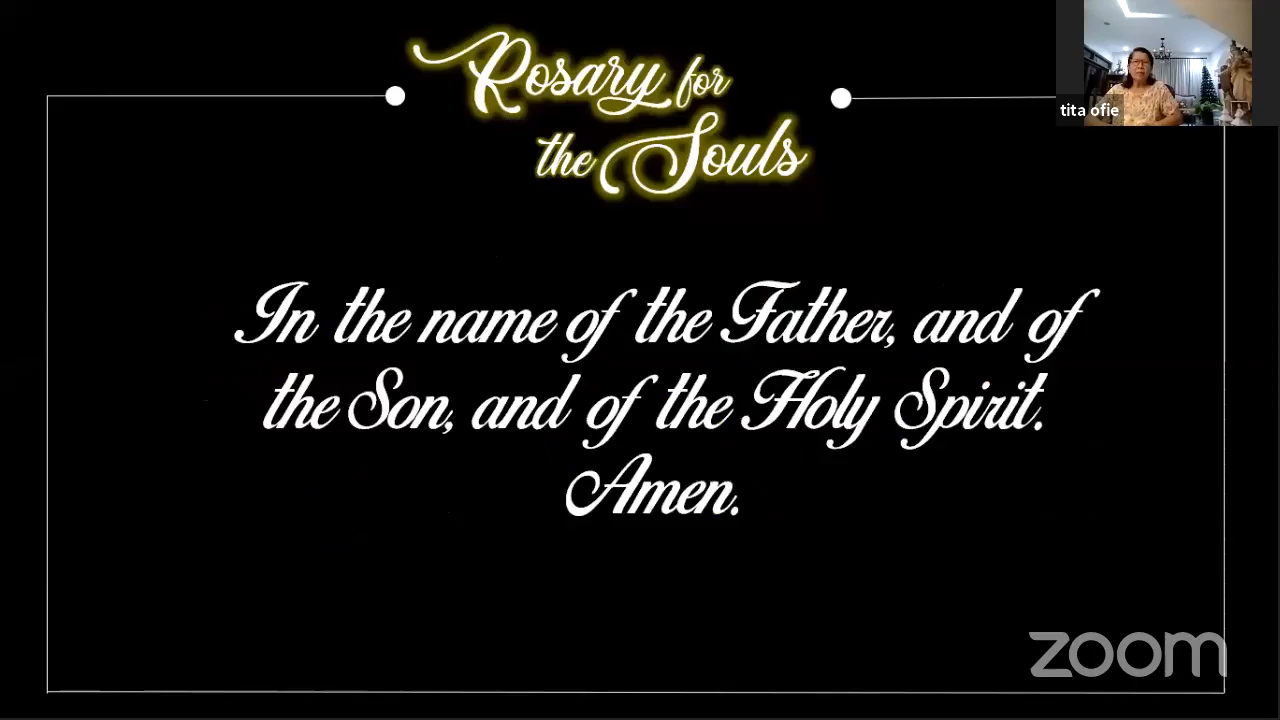 Rosary for
the Souls
tita ofie
In the name of the Father, and of
the Son, and of the Holy Spirit.
Amen.
zoom